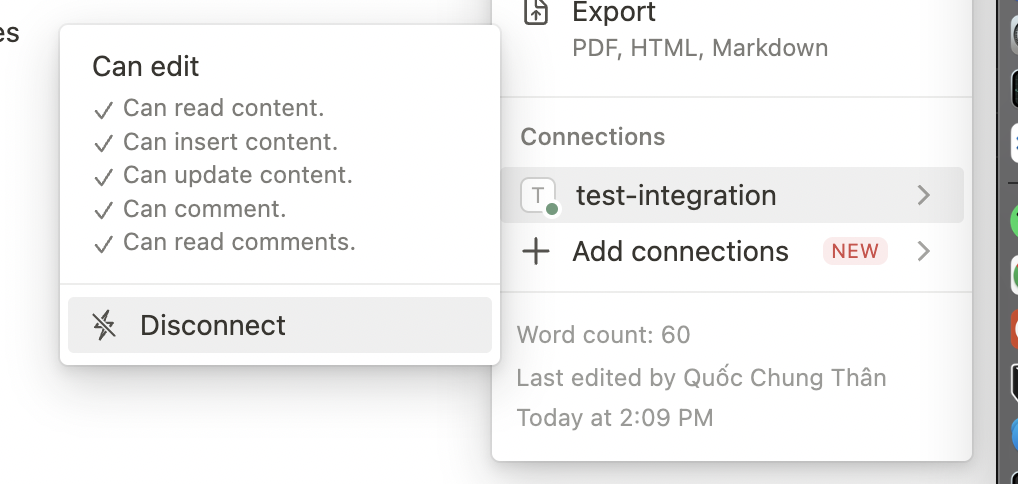 es
Can edit
Can read content.
Can insert content.
Can update content.
Can comment.
Can read comments.
Disconnect
Export
PDF, HTML, Markdown
Connections
T test-integration
Add connections NEW
Word count: 60
Last edited by Quốc Chung Thân
Today at 2:09 PM